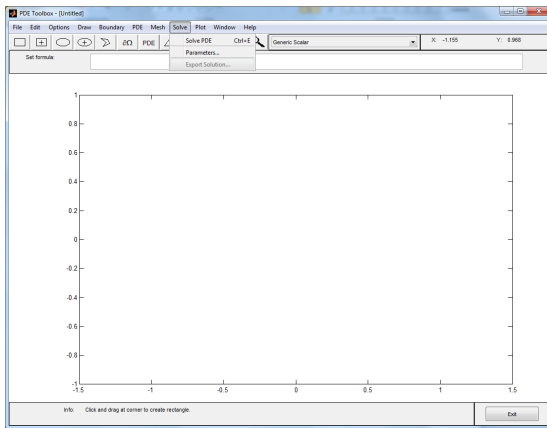 PDE Toolbox - [Untitled]
File Edit Options Draw Boundary PDE Mesh Solve Plot Window Help
∂Ω PDE Generic Scalar X: -1.155 Y: 0.966
Solve PDE Ctrl+E
Parameters...
Export Solution...
Set formula:
1
0.8
0.6
0.4
0.2
0
-0.2
-0.4
-0.6
-0.8
-1
-1.5 -1 -0.5 0 0.5 1 1.5
Info: Click and drag at corner to create rectangle.
Exit